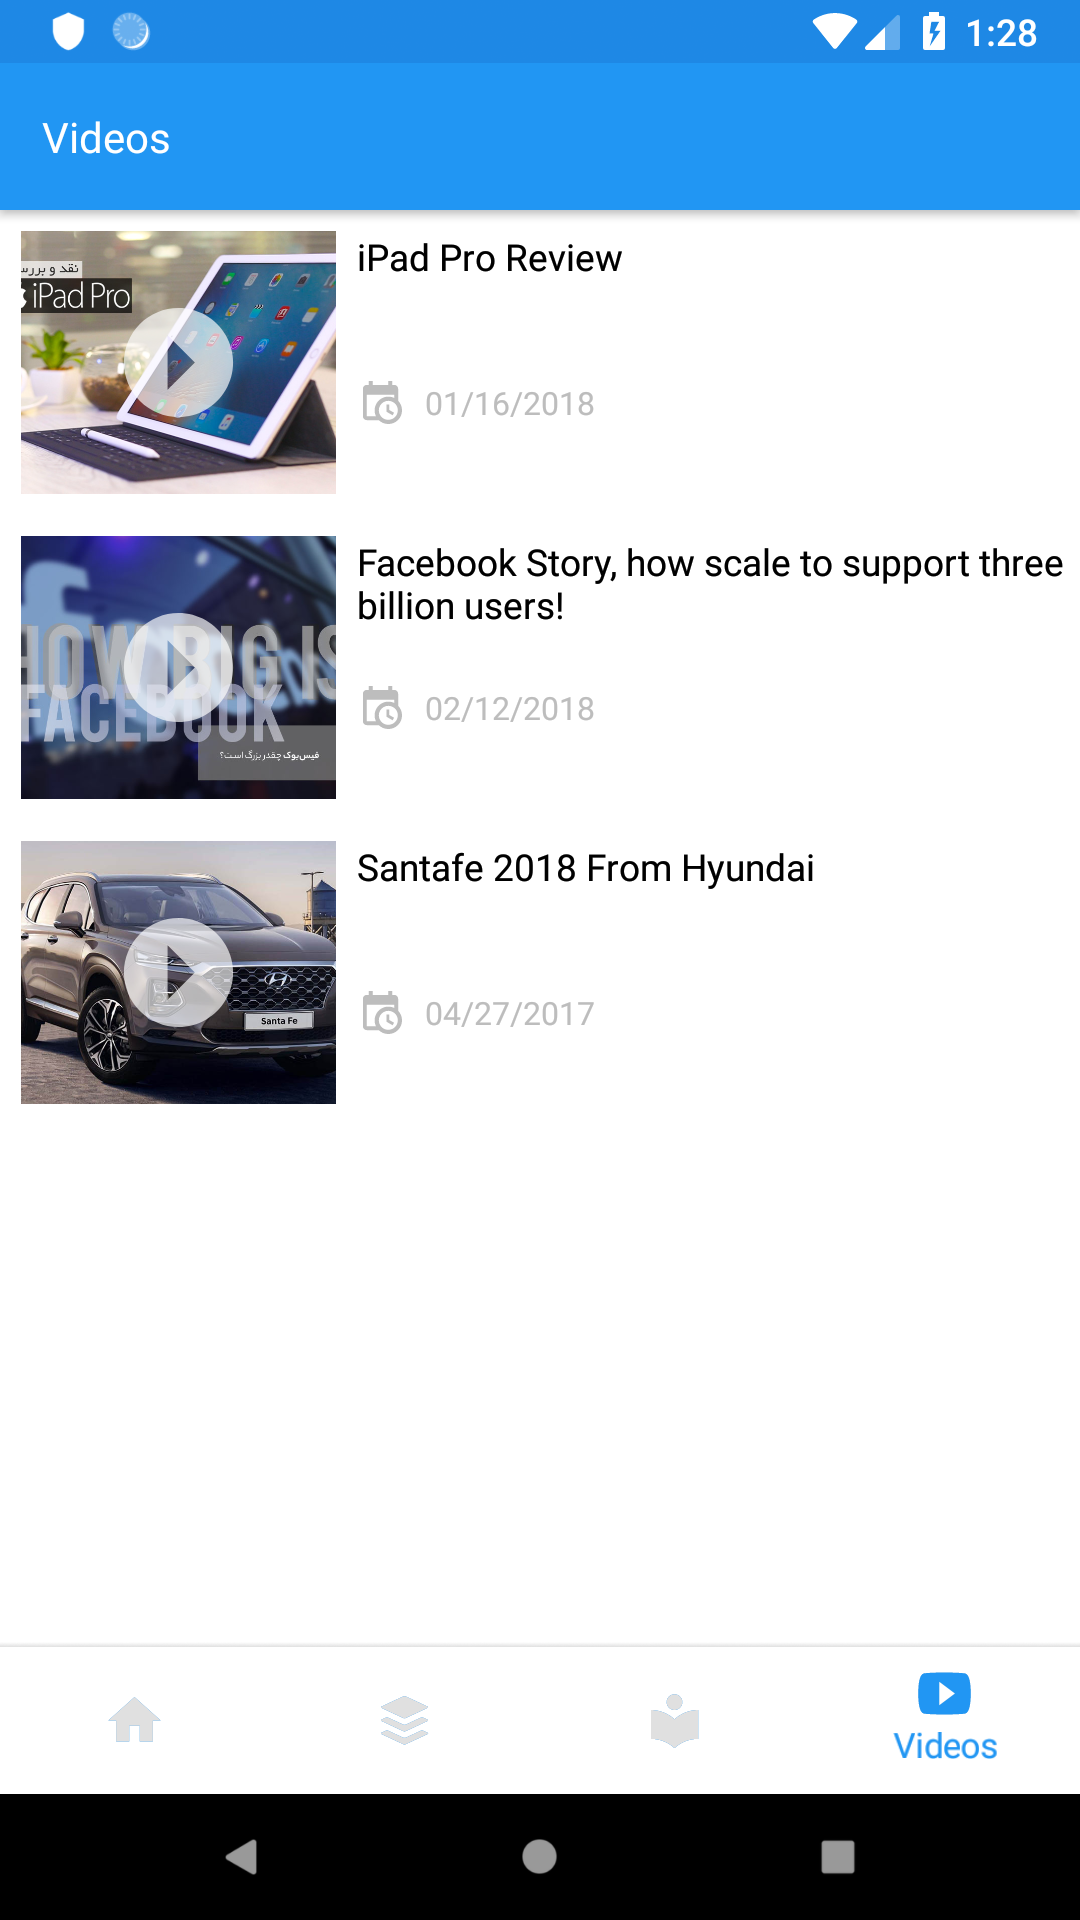 1:28
Videos
iPad Pro Review
نقد و بررس
iPad Pro
01/16/2018
Facebook Story, how scale to support three
billion users!
HOW BIG IS
FACEBOOK
فیس‌بوک چقدر بزرگ است؟
02/12/2018
Santafe 2018 From Hyundai
Santa Fe
04/27/2017
Videos